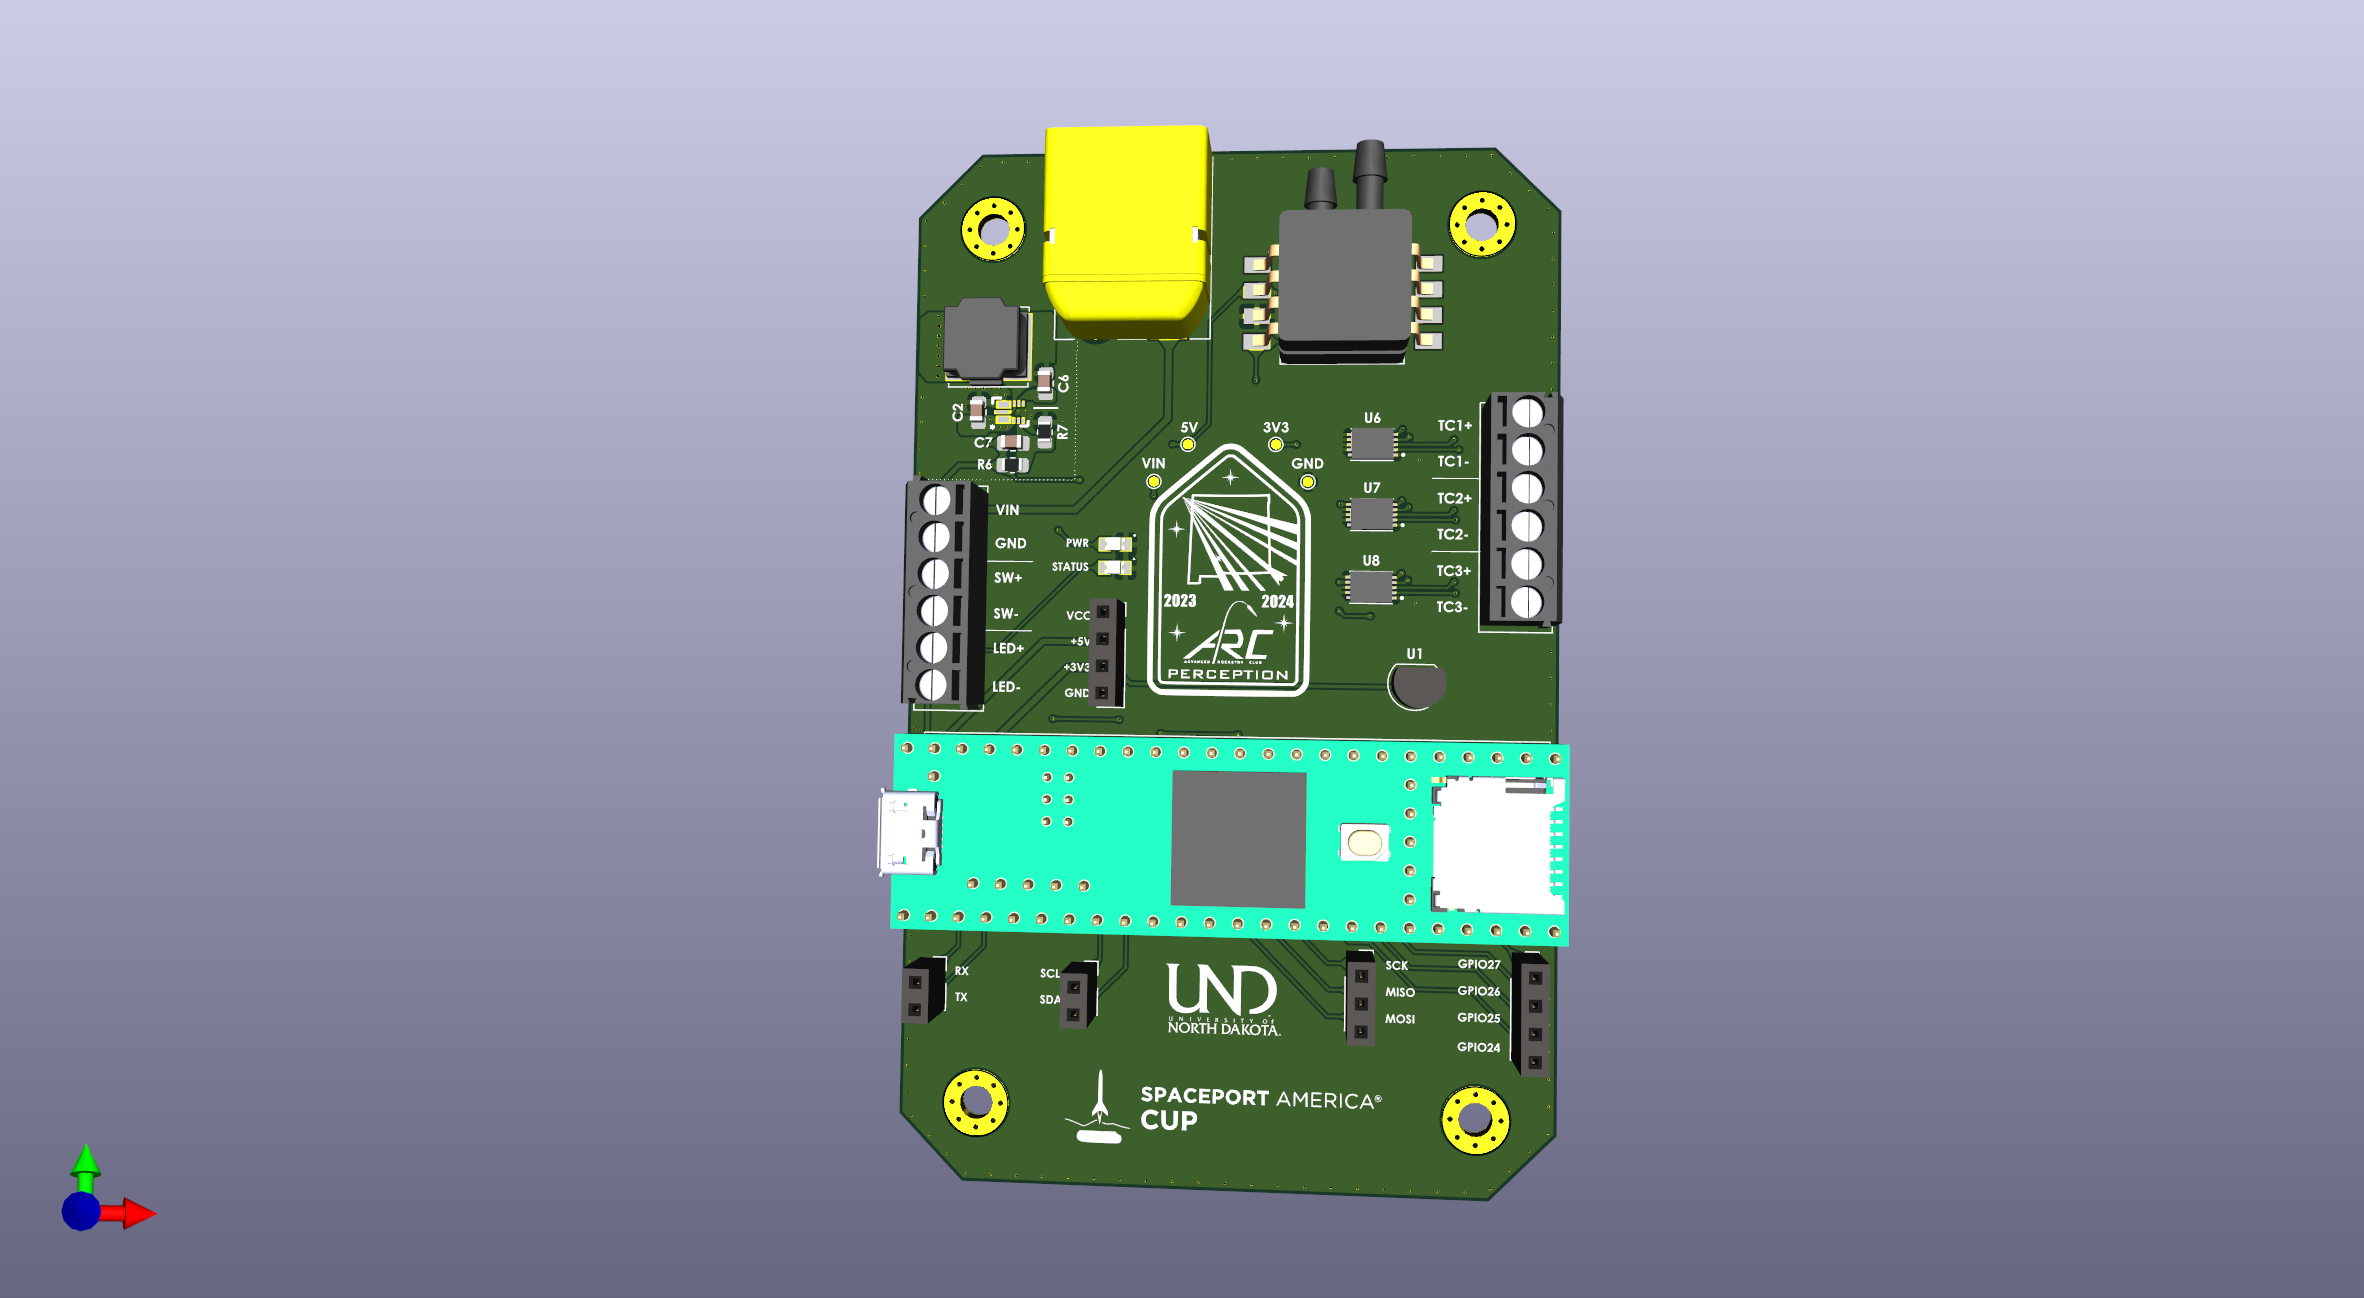 C6
C2
R7
C7
R6
5V
3V3
VIN
GND
U6
U7
U8
TC1+
TC1-
TC2+
TC2-
TC3+
TC3-
VIN
GND
SW+
SW-
LED+
LED-
PWR
STATUS
VCC
+5V
+3V3
GND
2023
2024
ARC
ADVANCED ROCKETRY CLUB
PERCEPTION
U1
RX
TX
SCL
SDA
UND
UNIVERSITY OF
NORTH DAKOTA.
SCK
MISO
MOSI
GPIO27
GPIO26
GPIO25
GPIO24
SPACEPORT AMERICA®
CUP